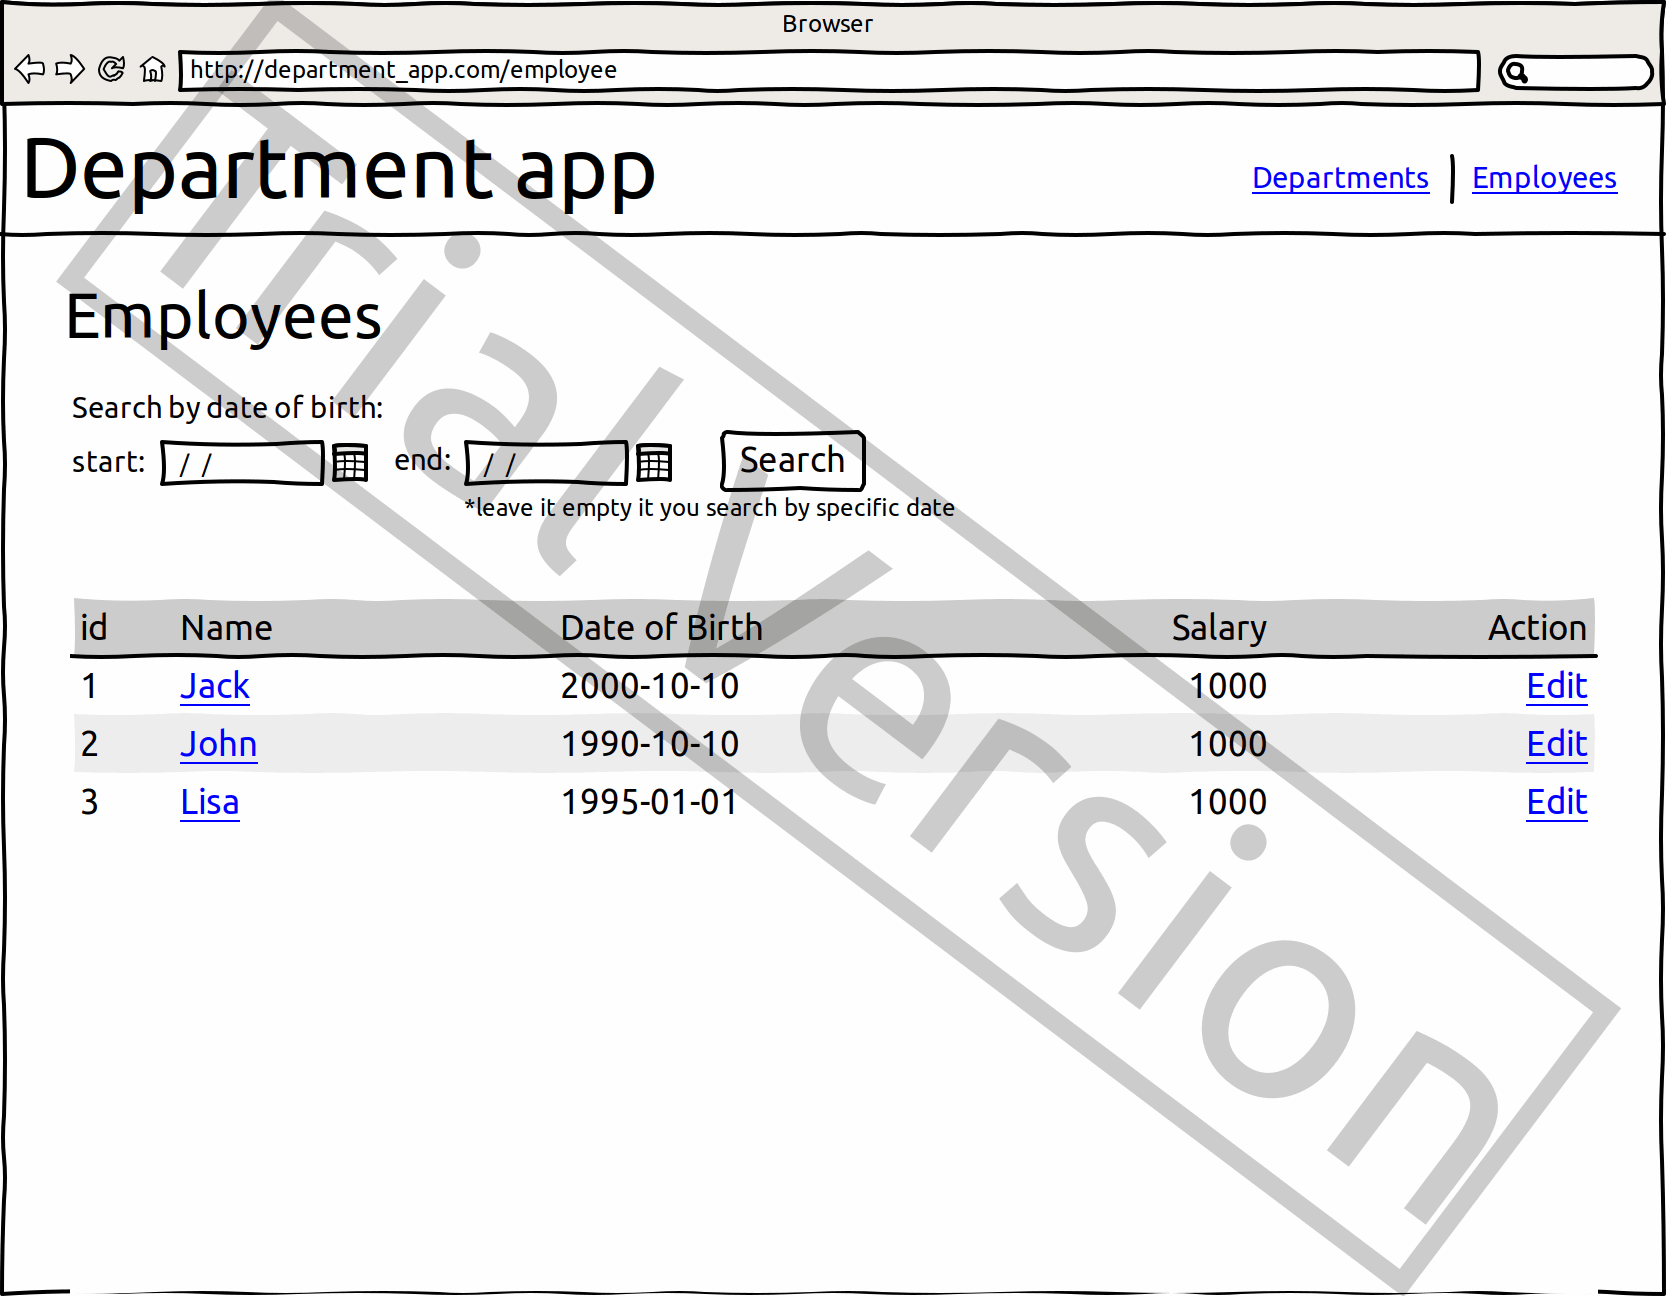 Browser
http://department_app.com/employee
Department app
Departments | Employees
Employees
Search by date of birth:
start: / / end: / / Search
*leave it empty it you search by specific date
id Name Date of Birth Salary Action
1 Jack 2000-10-10 1000 Edit
2 John 1990-10-10 1000 Edit
3 Lisa 1995-01-01 1000 Edit
Trial Version